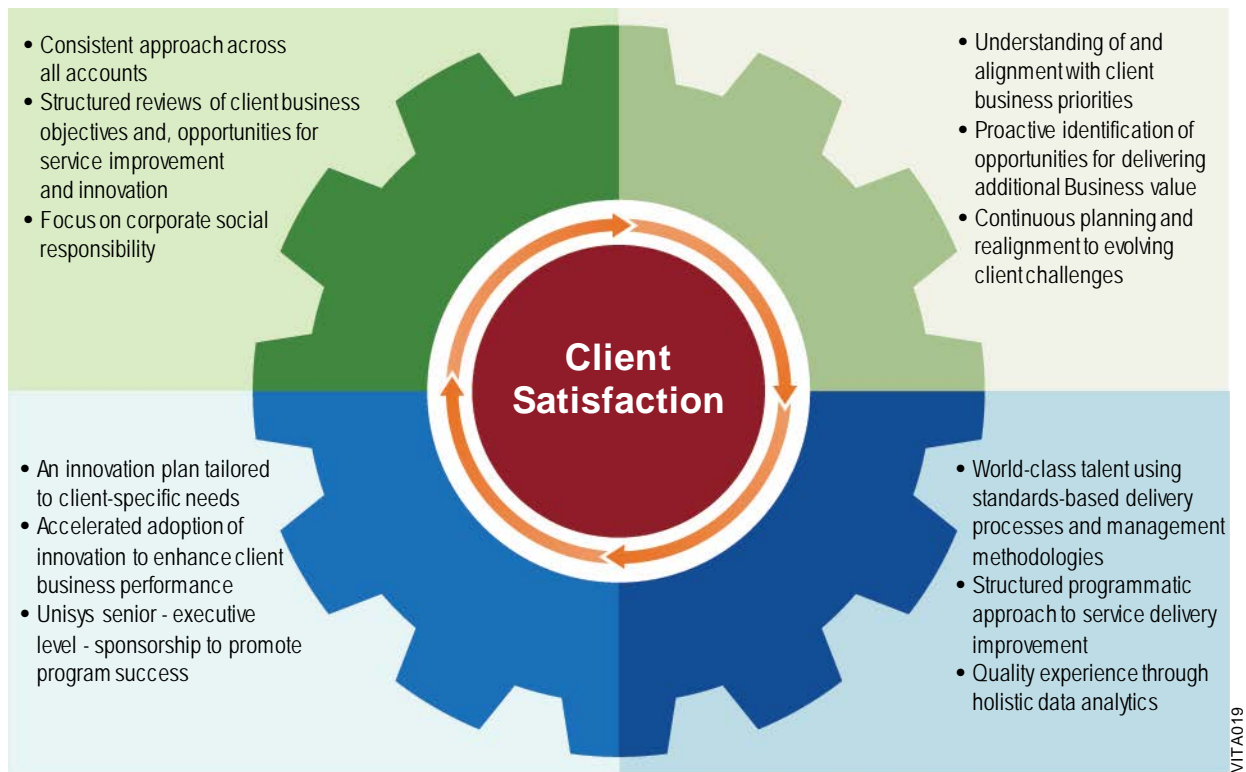 • Consistent approach across
all accounts
• Structured reviews of client business
objectives and, opportunities for
service improvement
and innovation
• Focus on corporate social
responsibility
• Understanding of and
alignment with client
business priorities
• Proactive identification of
opportunities for delivering
additional Business value
• Continuous planning and
realignment to evolving
client challenges
Client
Satisfaction
• An innovation plan tailored
to client-specific needs
• Accelerated adoption of
innovation to enhance client
business performance
• Unisys senior - executive
level - sponsorship to promote
program success
• World-class talent using
standards-based delivery
processes and management
methodologies
• Structured programmatic
approach to service delivery
improvement
• Quality experience through
holistic data analytics
VITA019